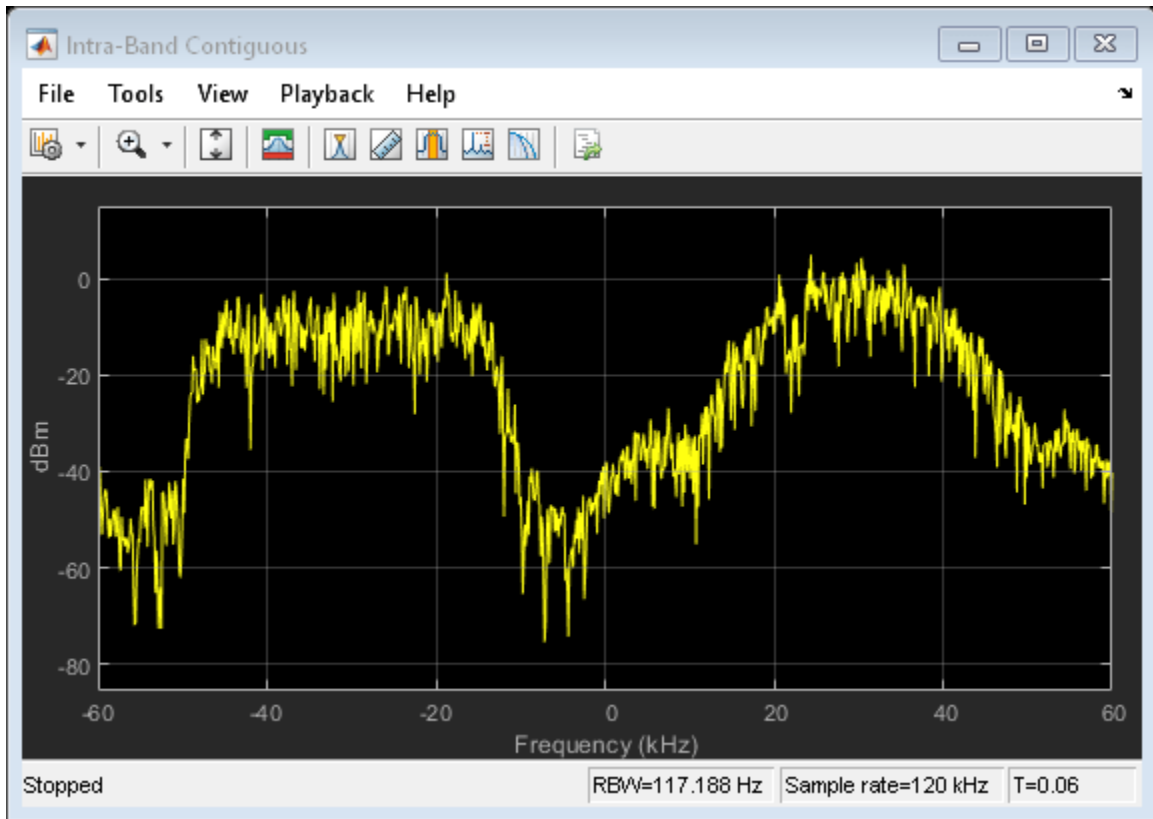 Intra-Band Contiguous
File Tools View Playback Help
0
-20
-40
-60
-80
dBm
-60 -40 -20 0 20 40 60
Frequency (kHz)
Stopped RBW=117.188 Hz Sample rate=120 kHz T=0.06